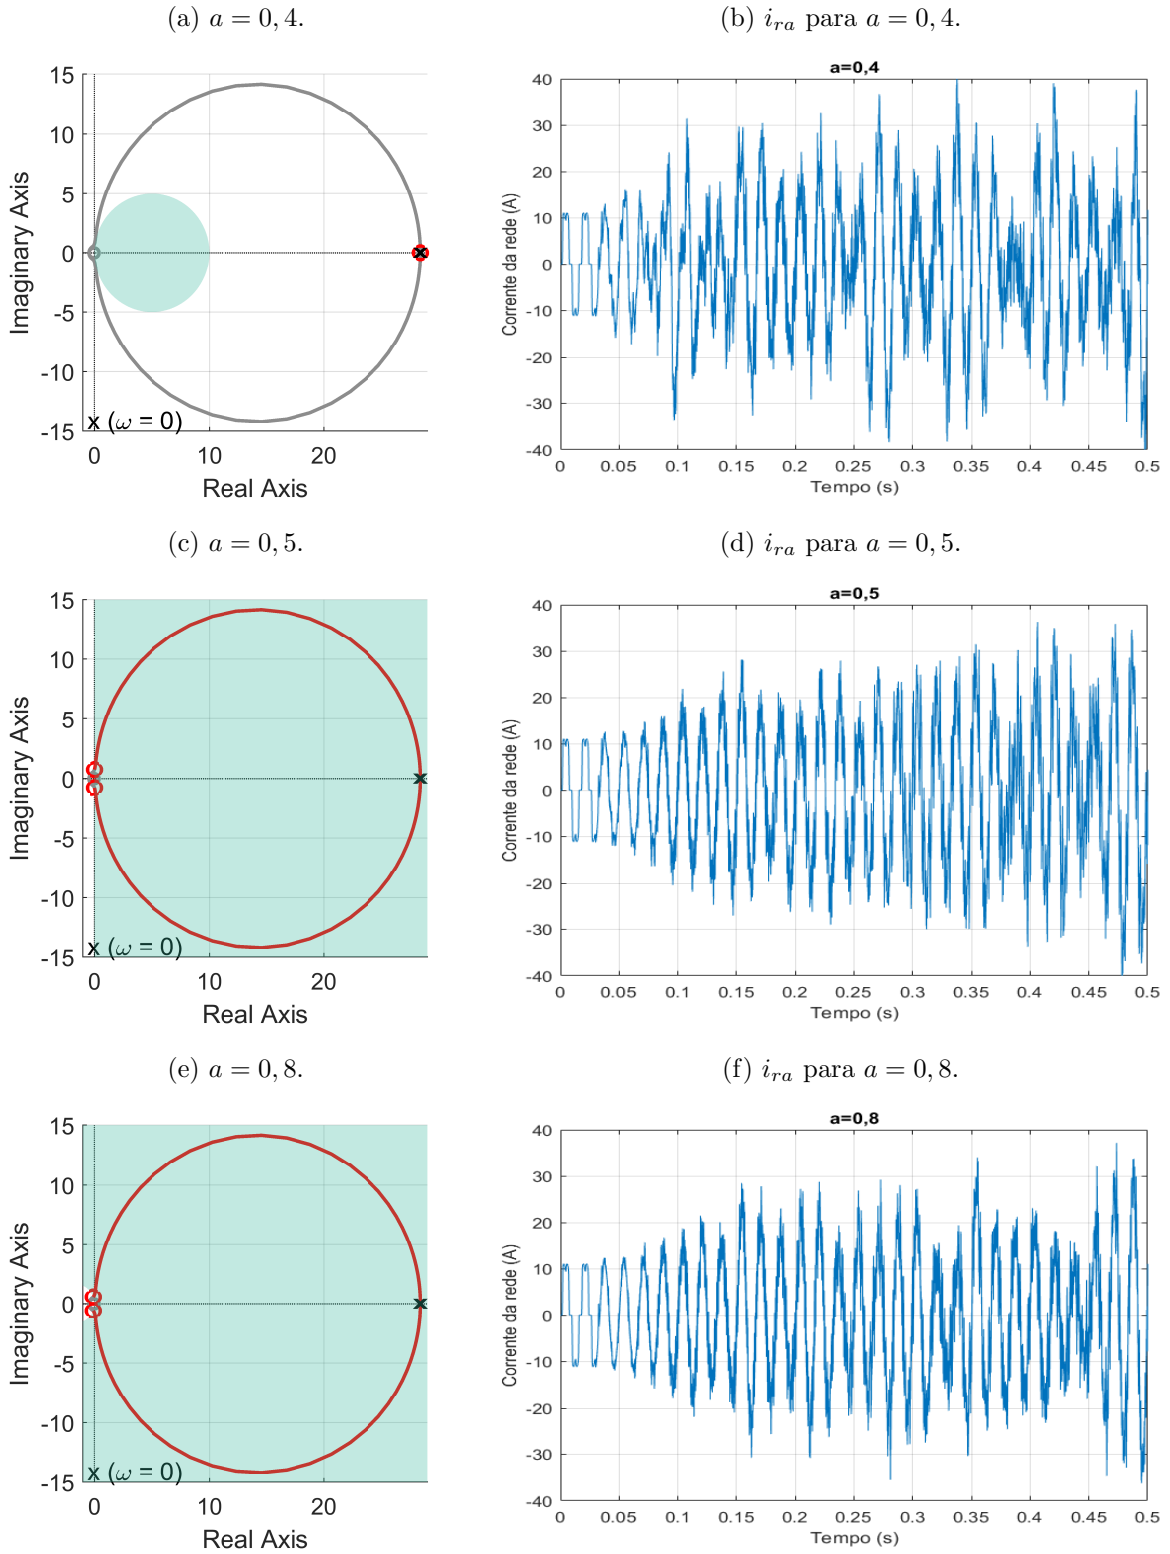 (a) a = 0, 4.
(b) i_{ra} para a = 0, 4.
15
10
5
0
-5
-10
-15
Imaginary Axis
x (ω = 0)
0 10 20
Real Axis
a=0,4
40
30
20
10
0
-10
-20
-30
-40
Corrente da rede (A)
0 0.05 0.1 0.15 0.2 0.25 0.3 0.35 0.4 0.45 0.5
Tempo (s)
(c) a = 0, 5.
(d) i_{ra} para a = 0, 5.
15
10
5
0
-5
-10
-15
Imaginary Axis
x (ω = 0)
0 10 20
Real Axis
a=0,5
40
30
20
10
0
-10
-20
-30
-40
Corrente da rede (A)
0 0.05 0.1 0.15 0.2 0.25 0.3 0.35 0.4 0.45 0.5
Tempo (s)
(e) a = 0, 8.
(f) i_{ra} para a = 0, 8.
15
10
5
0
-5
-10
-15
Imaginary Axis
x (ω = 0)
0 10 20
Real Axis
a=0,8
40
30
20
10
0
-10
-20
-30
-40
Corrente da rede (A)
0 0.05 0.1 0.15 0.2 0.25 0.3 0.35 0.4 0.45 0.5
Tempo (s)